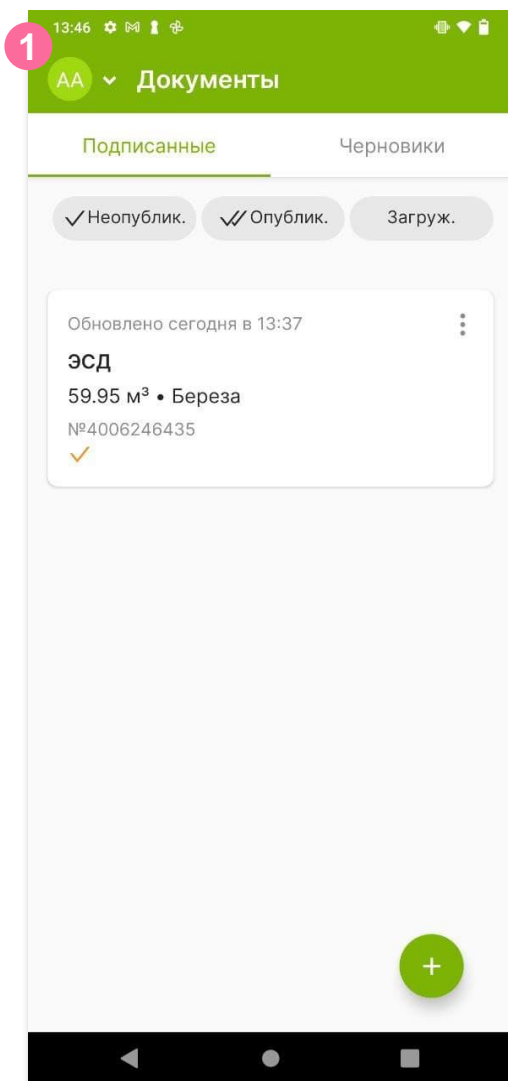 1
13:46
АА Документы
Подписанные Черновики
Неопублик. Опублик. Загруж.
Обновлено сегодня в 13:37
ЭСД
59.95 м³ • Береза
№4006246435
+